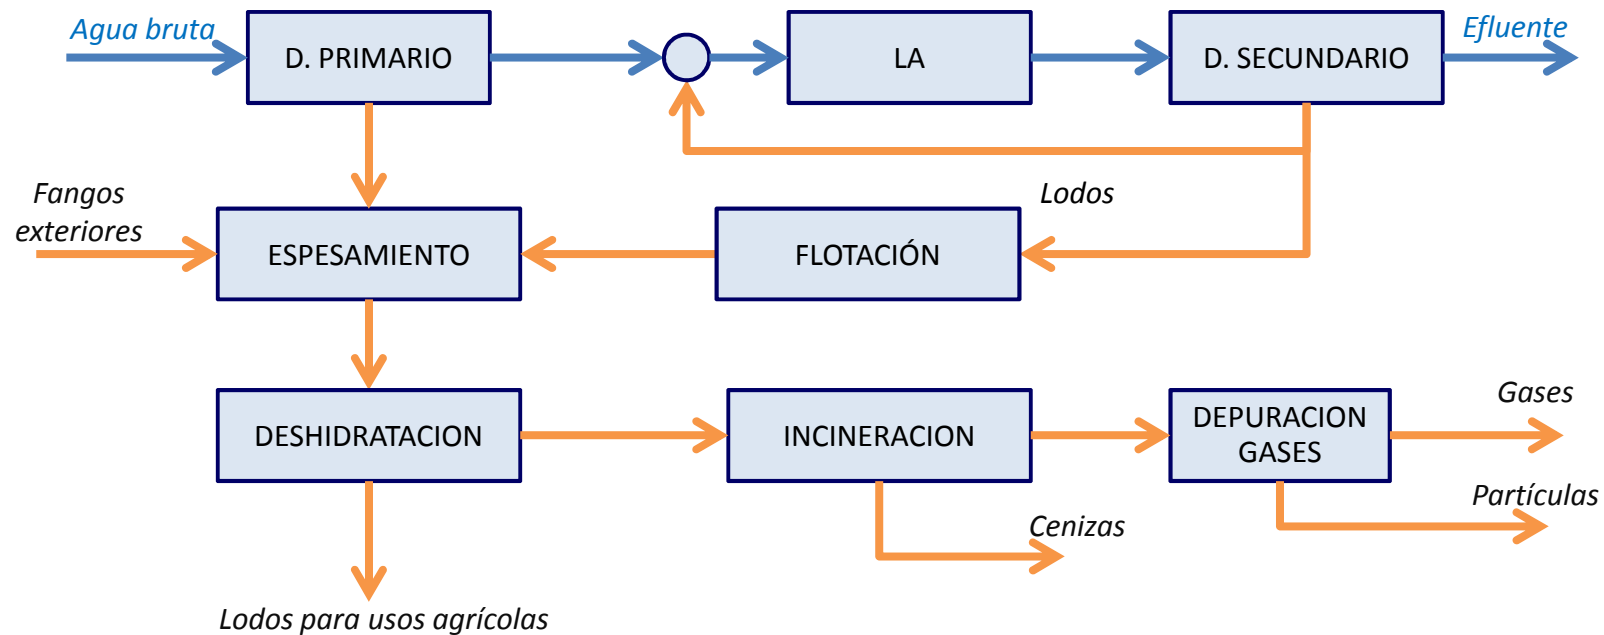 Agua bruta
D. PRIMARIO
LA
D. SECUNDARIO
Efluente
Fangos
exteriores
ESPESAMIENTO
FLOTACIÓN
Lodos
DESHIDRATACION
INCINERACION
DEPURACION
GASES
Gases
Partículas
Cenizas
Lodos para usos agrícolas